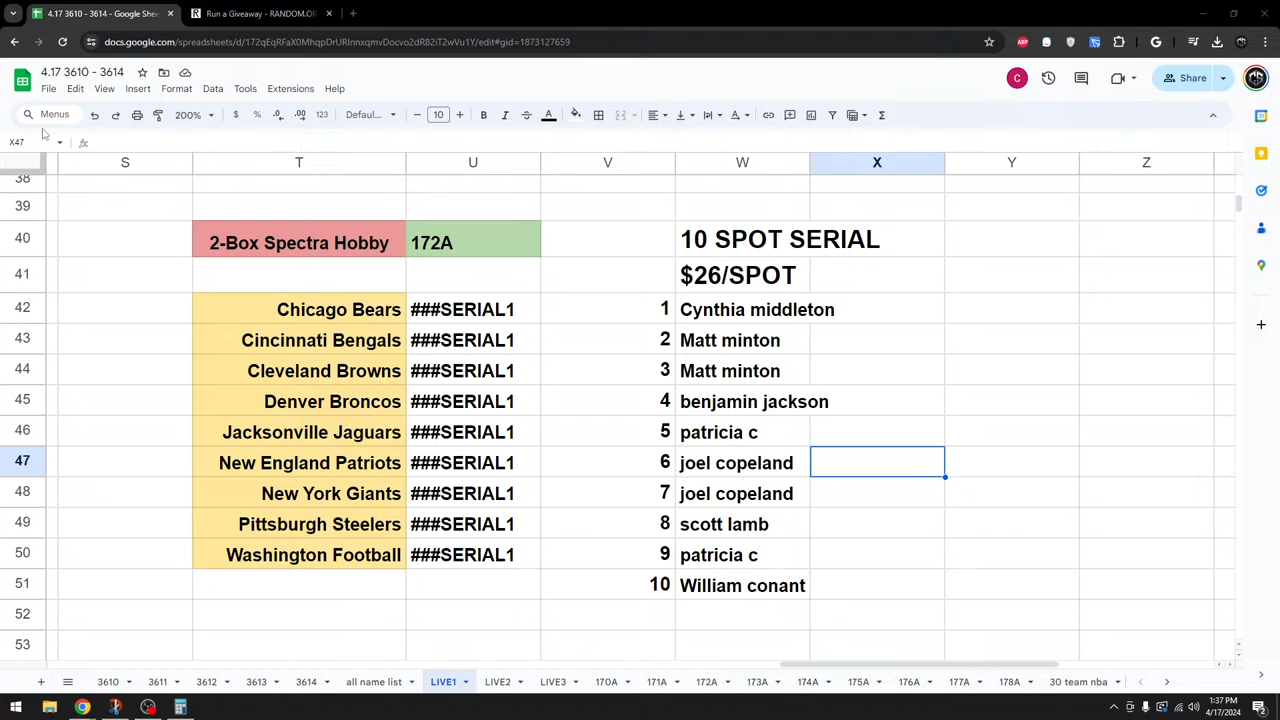 4.17 3610 - 3614 - Google Shee
Run a Giveaway - RANDOM.OR
docs.google.com/spreadsheets/d/
4.17 3610 - 3614
File Edit View Insert Format Data Tools Extensions Help
C
Share
Menus
200%
$ % .0 .00 123
Defaul...
10
B I A
X47
S T U V W X Y Z
38
39
40 2-Box Spectra Hobby 172A 10 SPOT SERIAL
41 $26/SPOT
42 Chicago Bears ###SERIAL1 1 Cynthia middleton
43 Cincinnati Bengals ###SERIAL1 2 Matt minton
44 Cleveland Browns ###SERIAL1 3 Matt minton
45 Denver Broncos ###SERIAL1 4 benjamin jackson
46 Jacksonville Jaguars ###SERIAL1 5 patricia c
47 New England Patriots ###SERIAL1 6 joel copeland
48 New York Giants ###SERIAL1 7 joel copeland
49 Pittsburgh Steelers ###SERIAL1 8 scott lamb
50 Washington Football ###SERIAL1 9 patricia c
51 10 William conant
52
53
3610 3611 3612 3613 3614 all name list LIVE1 LIVE2 LIVE3 170A 171A 172A 173A 174A 175A 176A 177A 178A 30 team nba
1:37 PM
4/17/2024